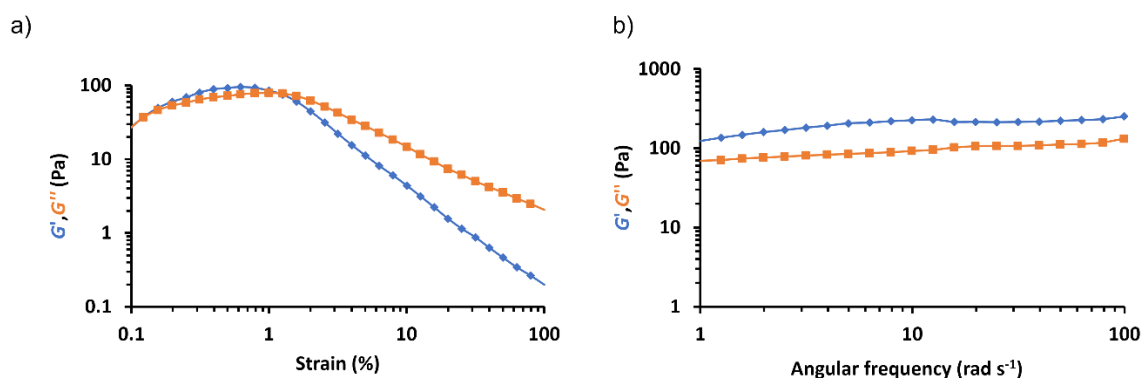 a)
G',G'' (Pa)
100
10
1
0.1
0.1 1 10 100
Strain (%)
b)
G',G'' (Pa)
1000
100
10
1
1 10 100
Angular frequency (rad s⁻¹)